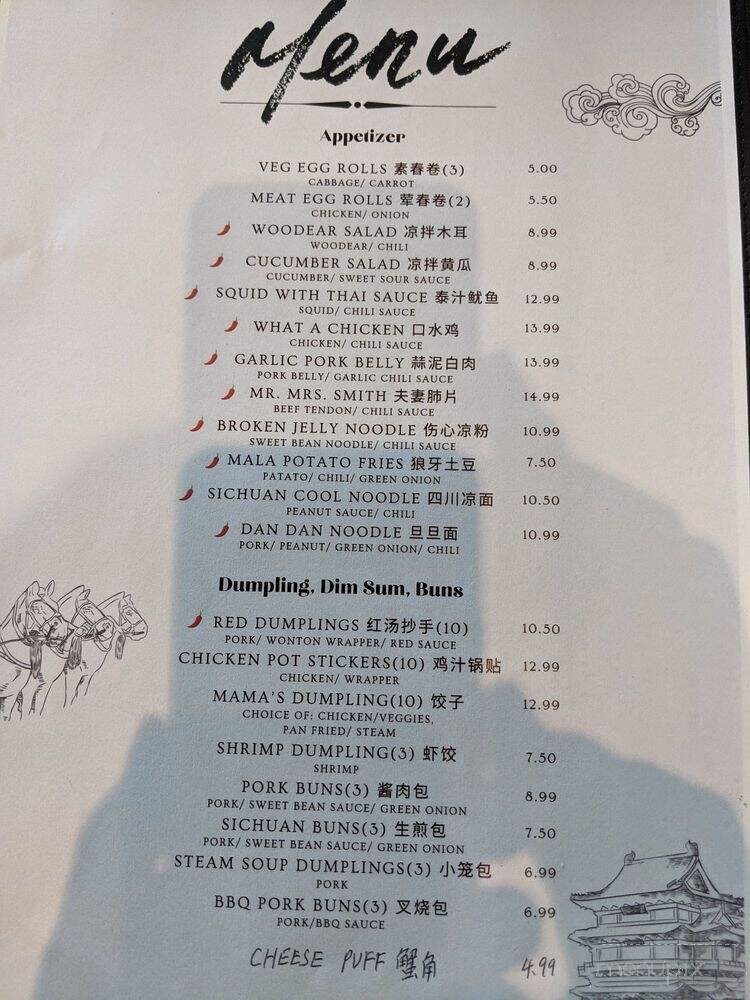 Menu
Appetizer
VEG EGG ROLLS 素春卷(3) 5.00
CABBAGE/ CARROT
MEAT EGG ROLLS 荤春卷(2) 5.50
CHICKEN/ ONION
WOODEAR SALAD 凉拌木耳 8.99
WOODEAR/ CHILI
CUCUMBER SALAD 凉拌黄瓜 8.99
CUCUMBER/ SWEET SOUR SAUCE
SQUID WITH THAI SAUCE 泰汁鱿鱼 12.99
SQUID/ CHILI SAUCE
WHAT A CHICKEN 口水鸡 13.99
CHICKEN/ CHILI SAUCE
GARLIC PORK BELLY 蒜泥白肉 13.99
PORK BELLY/ GARLIC CHILI SAUCE
MR. MRS. SMITH 夫妻肺片 14.99
BEEF TENDON/ CHILI SAUCE
BROKEN JELLY NOODLE 伤心凉粉 10.99
SWEET BEAN NOODLE/ CHILI SAUCE
MALA POTATO FRIES 狼牙土豆 7.50
PATATO/ CHILI/ GREEN ONION
SICHUAN COOL NOODLE 四川凉面 10.50
PEANUT SAUCE/ CHILI
DAN DAN NOODLE 旦旦面 10.99
PORK/ PEANUT/ GREEN ONION/ CHILI
Dumpling, Dim Sum, Buns
RED DUMPLINGS 红汤抄手(10) 10.50
PORK/ WONTON WRAPPER/ RED SAUCE
CHICKEN POT STICKERS(10) 鸡汁锅贴 12.99
CHICKEN/ WRAPPER
MAMA'S DUMPLING(10) 饺子 12.99
CHOICE OF: CHICKEN/VEGGIES,
PAN FRIED/ STEAM
SHRIMP DUMPLING(3) 虾饺 7.50
SHRIMP
PORK BUNS(3) 酱肉包 8.99
PORK/ SWEET BEAN SAUCE/ GREEN ONION
SICHUAN BUNS(3) 生煎包 7.50
PORK/ SWEET BEAN SAUCE/ GREEN ONION
STEAM SOUP DUMPLINGS(3) 小笼包 6.99
PORK
BBQ PORK BUNS(3) 叉烧包 6.99
PORK/BBQ SAUCE
CHEESE PUFF 蟹角 4.99